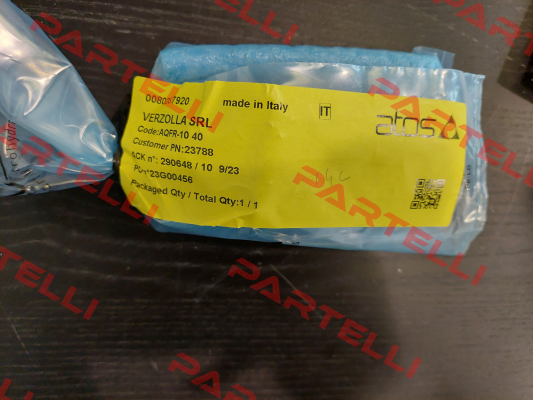 PARTELLI
PARTELLI
PARTELLI
made in Italy
IT
atos
VERZOLLA SRL
Code:AQFR-10 40
Customer PN:23788
ACK n°: 290648 / 10 9/23
Packaged Qty / Total Qty:1 / 1
PARTELLI
PARTELLI
PARTELLI